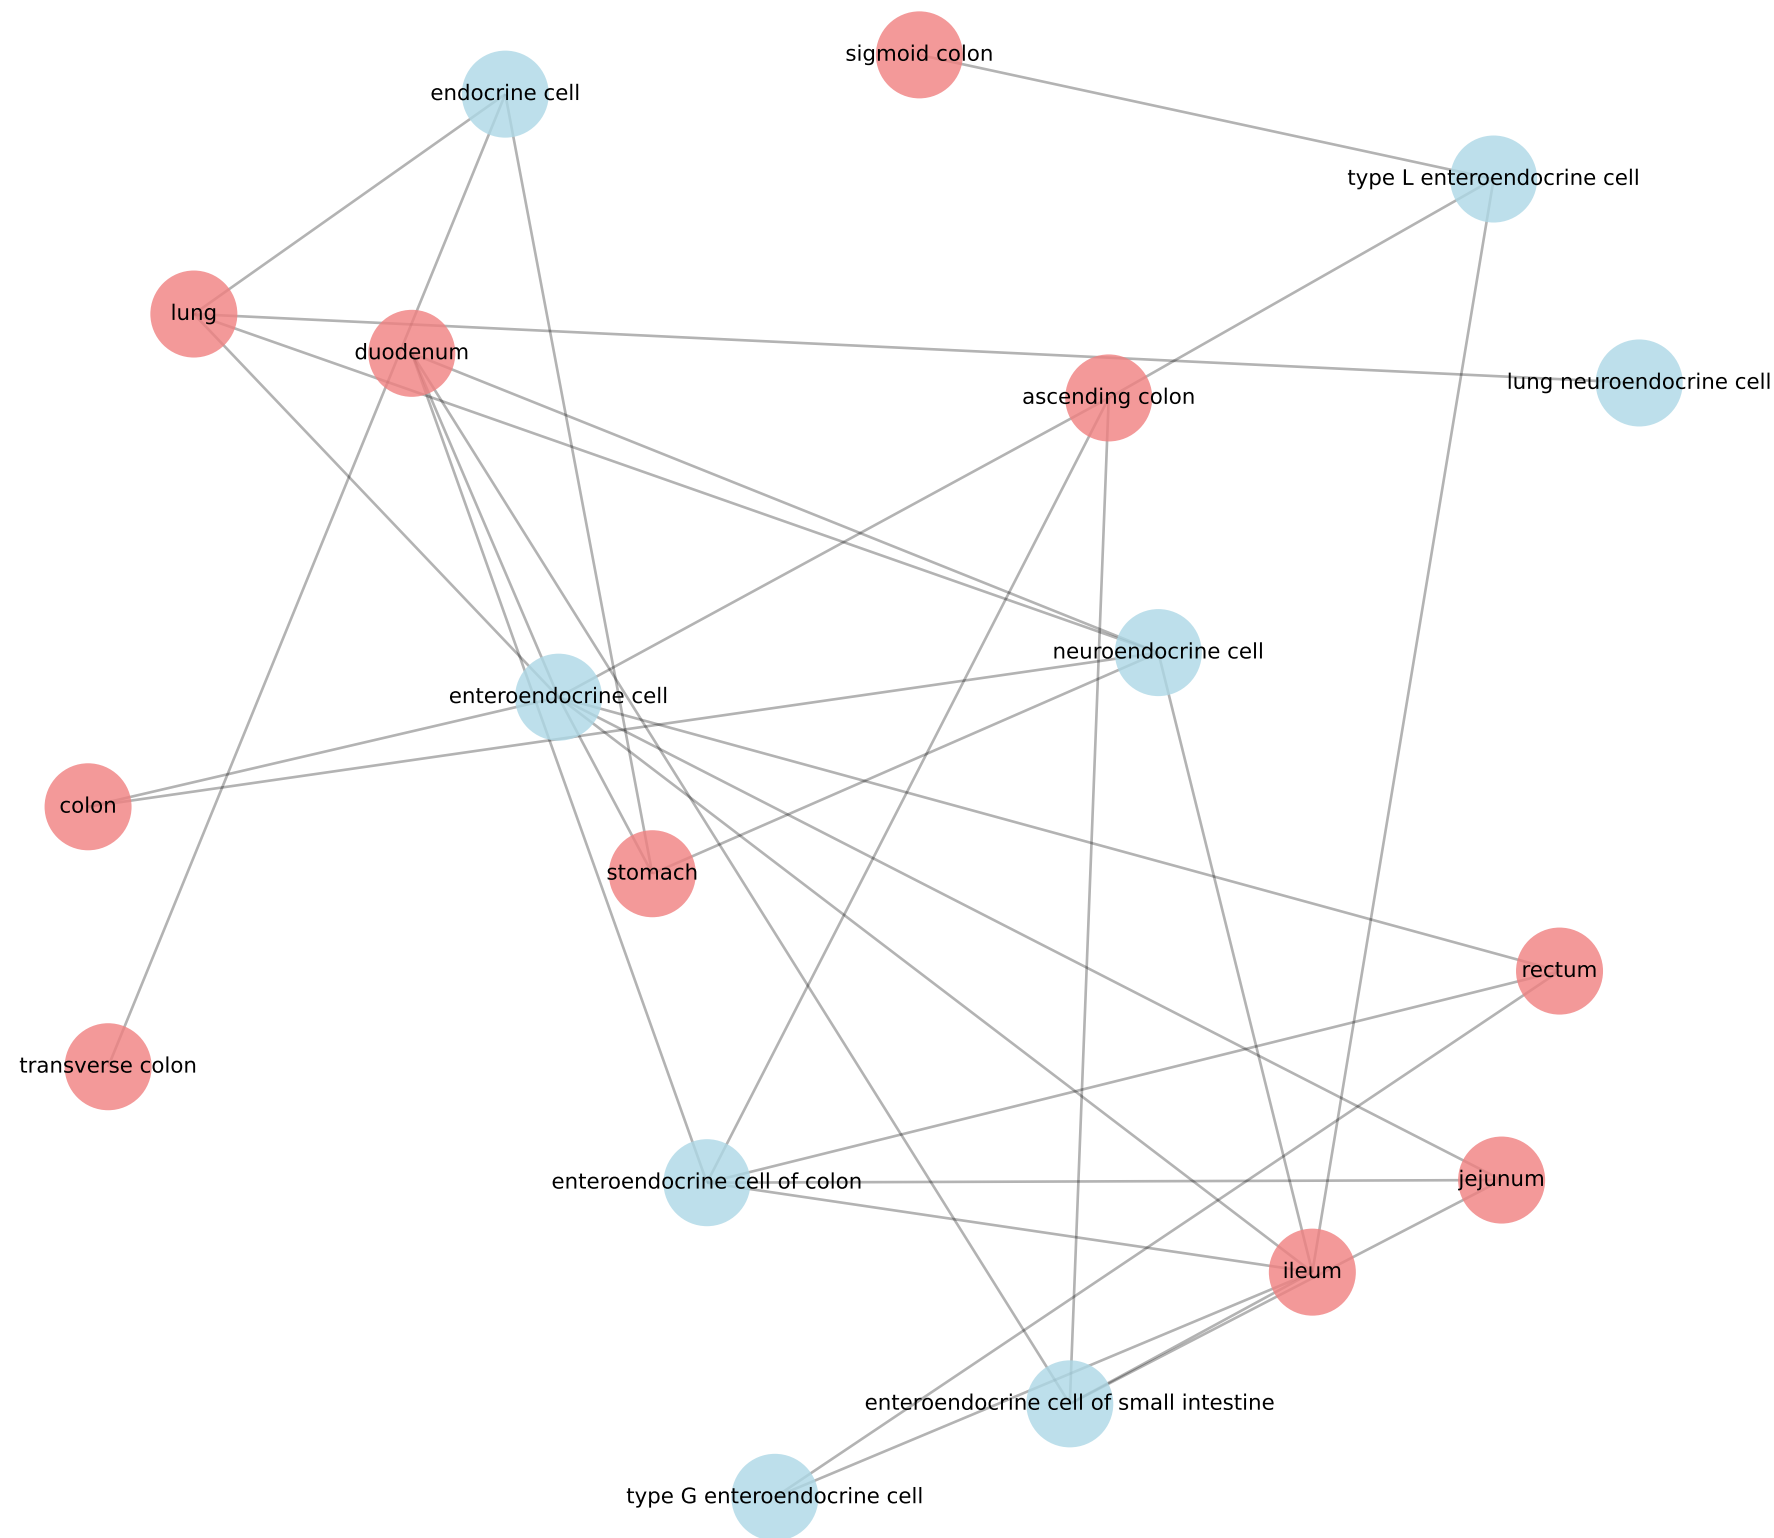 sigmoid colon
endocrine cell
type L enteroendocrine cell
lung
duodenum
lung neuroendocrine cell
ascending colon
neuroendocrine cell
enteroendocrine cell
colon
stomach
rectum
transverse colon
enteroendocrine cell of colon
jejunum
ileum
enteroendocrine cell of small intestine
type G enteroendocrine cell